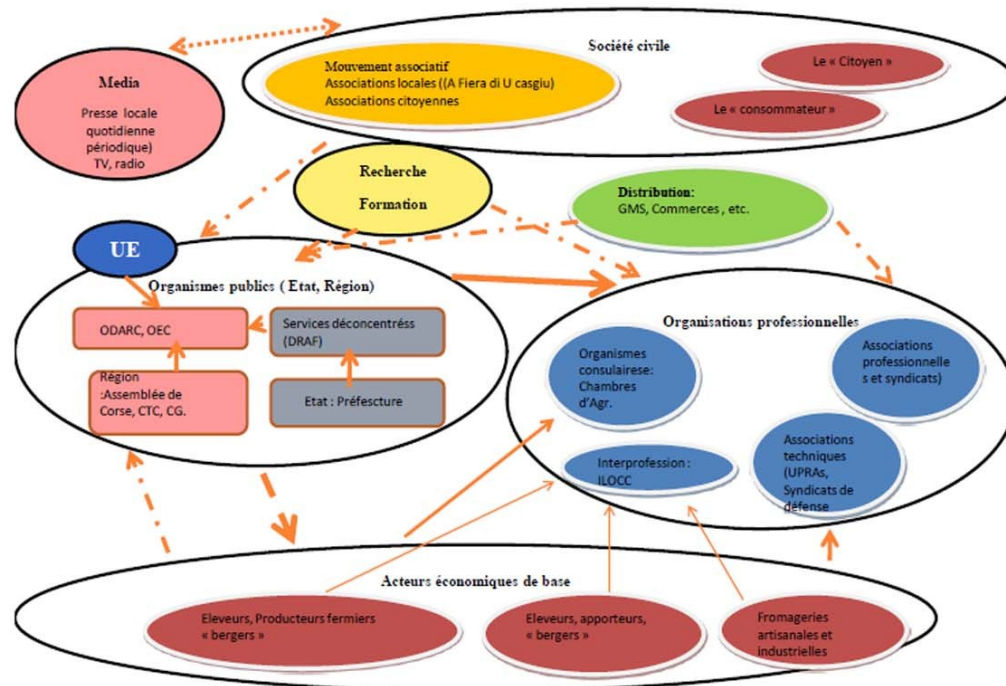 Société civile
Media
Presse locale
quotidienne
périodique)
TV, radio
Mouvement associatif
Associations locales ((A Fiera di U casgiu)
Associations citoyennes
Le « Citoyen »
Le « consommateur »
Recherche
Formation
Distribution:
GMS, Commerces , etc.
UE
Organismes publics ( Etat, Région)
ODARC, OEC
Services déconcentréss
(DRAF)
Région
:Assemblée de
Corse, CTC, CG.
Etat : Préfescture
Organisations professionnelles
Organismes
consulairese:
Chambres
d’Agr.
Associations
professionnelle
s et syndicats)
Interprofession :
ILOCC
Associations
techniques
(UPRAs,
Syndicats de
défense
Acteurs économiques de base
Eleveurs, Producteurs fermiers
« bergers »
Eleveurs, apporteurs,
« bergers »
Fromageries
artisanales et
industrielles